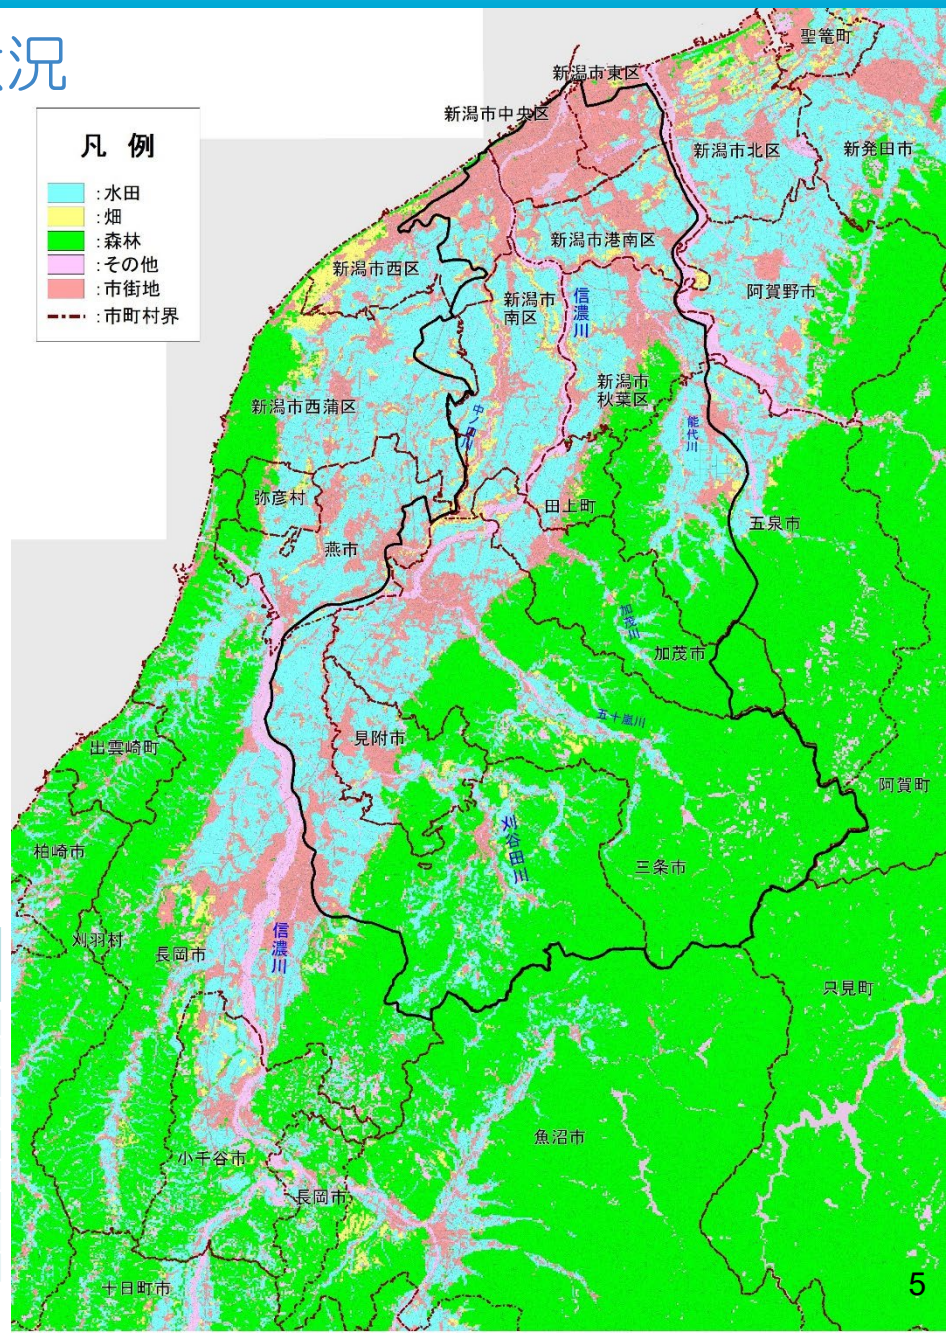 況
凡 例
:水田
:畑
:森林
:その他
:市街地
:市町村界
聖篭町
新潟市東区
新潟市中央区
新潟市北区
新発田市
新潟市港南区
新潟市西区
阿賀野市
新潟市
南区
信濃川
新潟市
秋葉区
新潟市西蒲区
中ノ口川
能代川
弥彦村
田上町
五泉市
燕市
加茂川
加茂市
五十嵐川
見附市
出雲崎町
阿賀町
刈谷田川
柏崎市
三条市
刈羽村
長岡市
信濃川
只見町
魚沼市
小千谷市
長岡市
十日町市
5